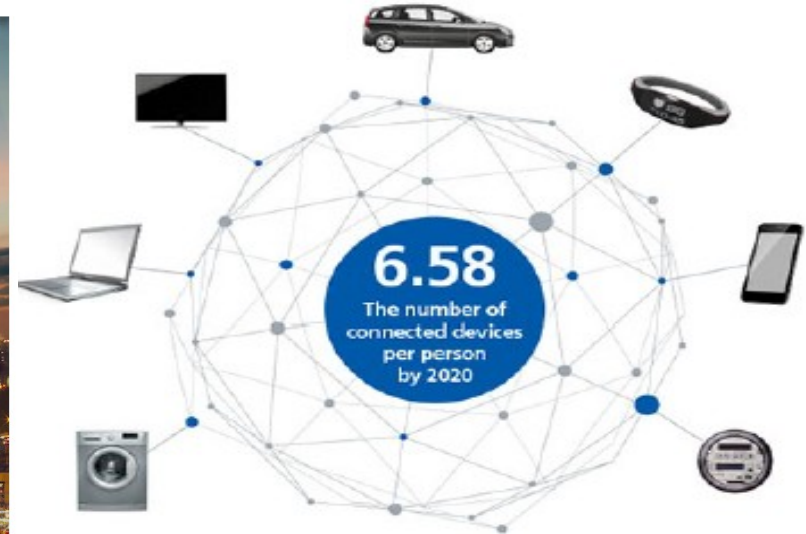 6.58
The number of
connected devices
per person
by 2020